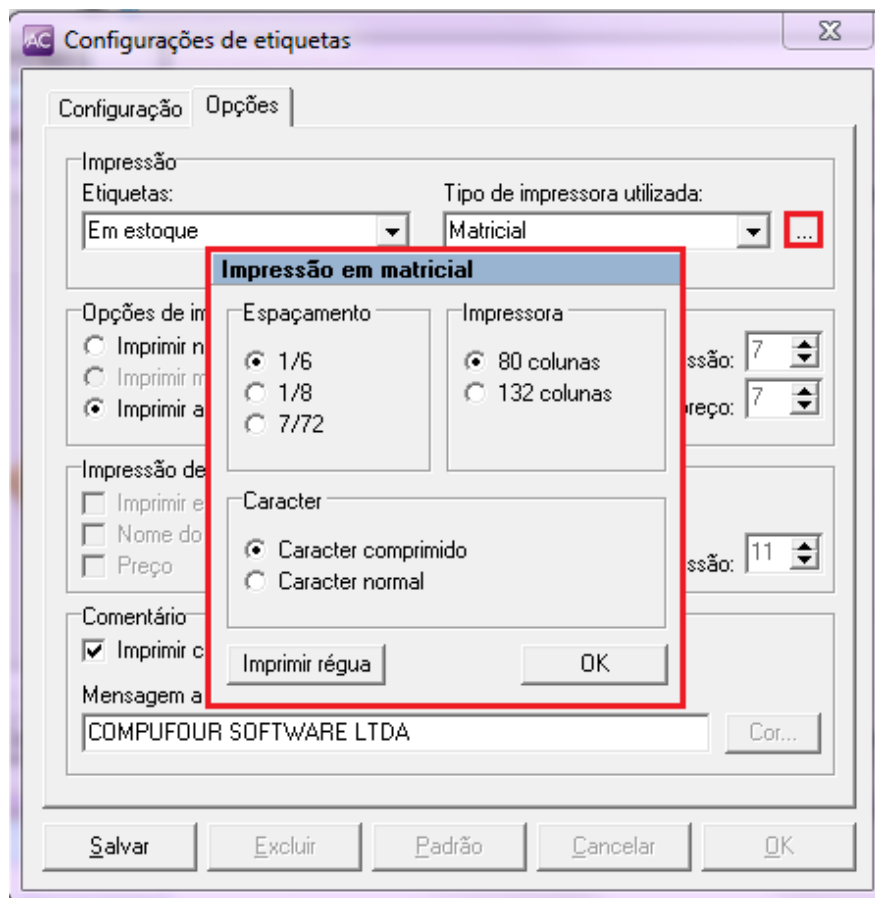 AC Configurações de etiquetas
Configuração Opções
Impressão
Etiquetas: Tipo de impressora utilizada:
Em estoque Matricial ...
Impressão em matricial
Opções de im Espaçamento Impressora
Imprimir n 1/6 80 colunas ssão: 7
Imprimir m 1/8 132 colunas
Imprimir a 7/72 preço: 7
Impressão de
Imprimir e Caracter
Nome do Caracter comprimido
Preço Caracter normal ssão: 11
Comentário
Imprimir c Imprimir régua OK
Mensagem a
COMPUFOUR SOFTWARE LTDA Cor...
Salvar Excluir Padrão Cancelar OK